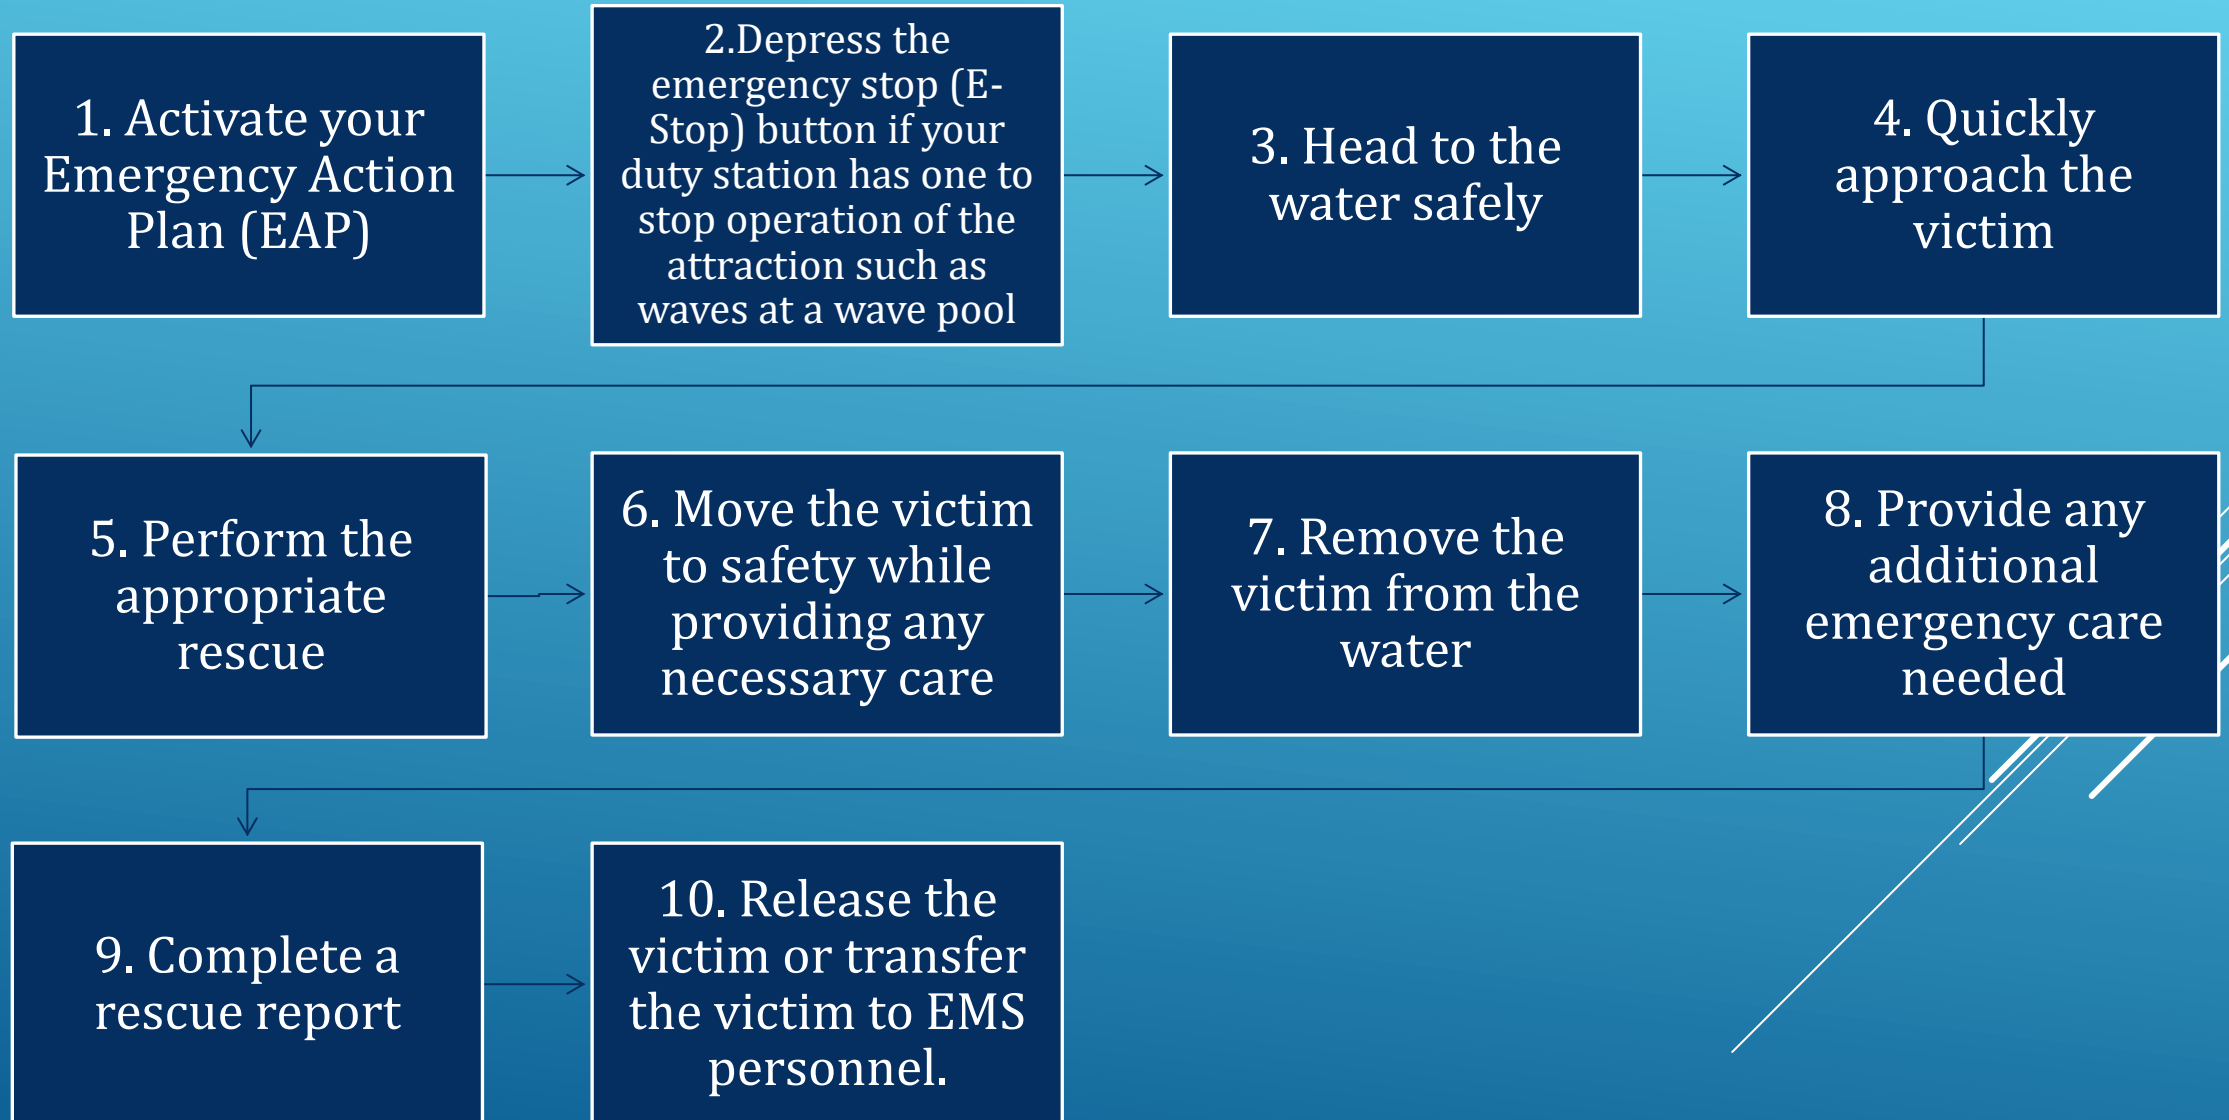 1. Activate your
Emergency Action
Plan (EAP)
2.Depress the
emergency stop (E-
Stop) button if your
duty station has one to
stop operation of the
attraction such as
waves at a wave pool
3. Head to the
water safely
4. Quickly
approach the
victim
5. Perform the
appropriate
rescue
6. Move the victim
to safety while
providing any
necessary care
7. Remove the
victim from the
water
8. Provide any
additional
emergency care
needed
9. Complete a
rescue report
10. Release the
victim or transfer
the victim to EMS
personnel.